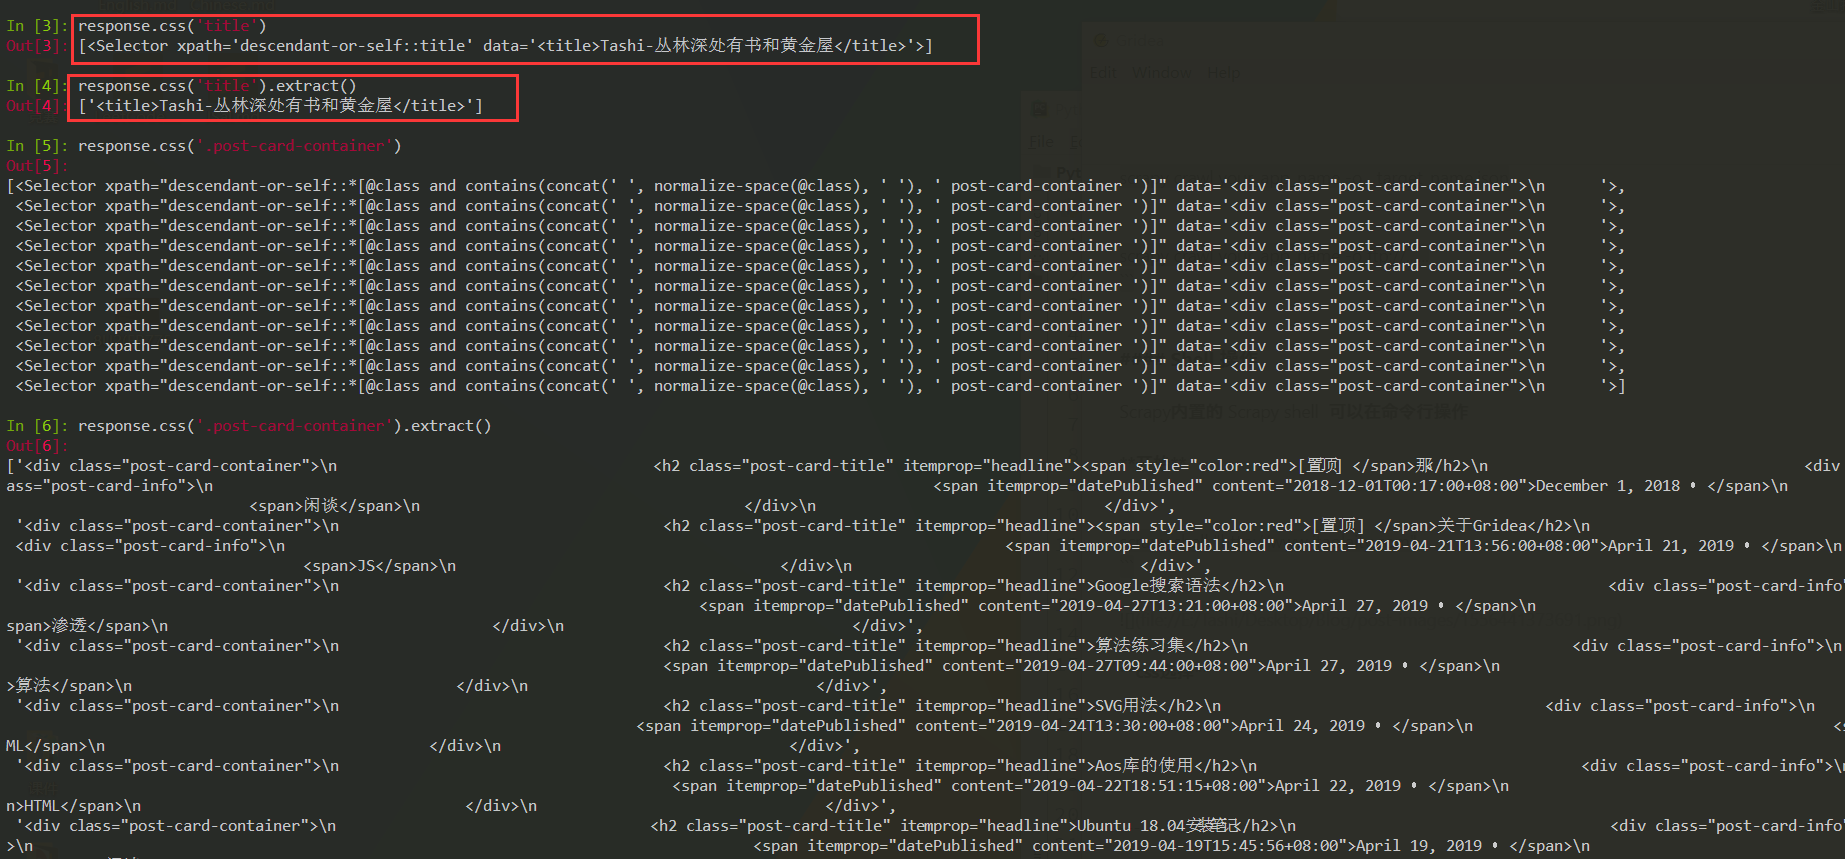 In [3]: response.css('title')
Out[3]: [<Selector xpath='descendant-or-self::title' data='<title>Tashi-丛林深处有书和黄金屋</title>'>]
In [4]: response.css('title').extract()
Out[4]: ['<title>Tashi-丛林深处有书和黄金屋</title>']
In [5]: response.css('.post-card-container')
Out[5]:
[<Selector xpath="descendant-or-self::*[@class and contains(concat(' ', normalize-space(@class), ' '), ' post-card-container ')]" data='<div class="post-card-container">\n      '>,
<Selector xpath="descendant-or-self::*[@class and contains(concat(' ', normalize-space(@class), ' '), ' post-card-container ')]" data='<div class="post-card-container">\n      '>,
<Selector xpath="descendant-or-self::*[@class and contains(concat(' ', normalize-space(@class), ' '), ' post-card-container ')]" data='<div class="post-card-container">\n      '>,
<Selector xpath="descendant-or-self::*[@class and contains(concat(' ', normalize-space(@class), ' '), ' post-card-container ')]" data='<div class="post-card-container">\n      '>,
<Selector xpath="descendant-or-self::*[@class and contains(concat(' ', normalize-space(@class), ' '), ' post-card-container ')]" data='<div class="post-card-container">\n      '>,
<Selector xpath="descendant-or-self::*[@class and contains(concat(' ', normalize-space(@class), ' '), ' post-card-container ')]" data='<div class="post-card-container">\n      '>,
<Selector xpath="descendant-or-self::*[@class and contains(concat(' ', normalize-space(@class), ' '), ' post-card-container ')]" data='<div class="post-card-container">\n      '>,
<Selector xpath="descendant-or-self::*[@class and contains(concat(' ', normalize-space(@class), ' '), ' post-card-container ')]" data='<div class="post-card-container">\n      '>,
<Selector xpath="descendant-or-self::*[@class and contains(concat(' ', normalize-space(@class), ' '), ' post-card-container ')]" data='<div class="post-card-container">\n      '>,
<Selector xpath="descendant-or-self::*[@class and contains(concat(' ', normalize-space(@class), ' '), ' post-card-container ')]" data='<div class="post-card-container">\n      '>,
<Selector xpath="descendant-or-self::*[@class and contains(concat(' ', normalize-space(@class), ' '), ' post-card-container ')]" data='<div class="post-card-container">\n      '>]
In [6]: response.css('.post-card-container').extract()
Out[6]:
['<div class="post-card-container">\n <h2 class="post-card-title" itemprop="headline"><span style="color:red">[置顶] </span>那/h2>\n <div
ass="post-card-info">\n <span itemprop="datePublished" content="2018-12-01T00:17:00+08:00">December 1, 2018 • </span>\n
<span>闲谈</span>\n </div>\n </div>',
'<div class="post-card-container">\n <h2 class="post-card-title" itemprop="headline"><span style="color:red">[置顶] </span>关于Gridea</h2>\n
<div class="post-card-info">\n <span itemprop="datePublished" content="2019-04-21T13:56:00+08:00">April 21, 2019 • </span>\n
<span>JS</span>\n </div>\n </div>',
'<div class="post-card-container">\n <h2 class="post-card-title" itemprop="headline">Google搜索语法</h2>\n <div class="post-card-info"
<span itemprop="datePublished" content="2019-04-27T13:21:00+08:00">April 27, 2019 • </span>\n
span>渗透</span>\n </div>\n </div>',
'<div class="post-card-container">\n <h2 class="post-card-title" itemprop="headline">算法练习集</h2>\n <div class="post-card-info">\n
<span itemprop="datePublished" content="2019-04-27T09:44:00+08:00">April 27, 2019 • </span>\n
>算法</span>\n </div>\n </div>',
'<div class="post-card-container">\n <h2 class="post-card-title" itemprop="headline">SVG用法</h2>\n <div class="post-card-info">\n
<span itemprop="datePublished" content="2019-04-24T13:30:00+08:00">April 24, 2019 • </span>\n <s
ML</span>\n </div>\n </div>',
'<div class="post-card-container">\n <h2 class="post-card-title" itemprop="headline">Aos库的使用</h2>\n <div class="post-card-info">\n
<span itemprop="datePublished" content="2019-04-22T18:51:15+08:00">April 22, 2019 • </span>\n
n>HTML</span>\n </div>\n </div>',
'<div class="post-card-container">\n <h2 class="post-card-title" itemprop="headline">Ubuntu 18.04安装笔记</h2>\n <div class="post-card-info"
>\n <span itemprop="datePublished" content="2019-04-19T15:45:56+08:00">April 19, 2019 • </span>\n